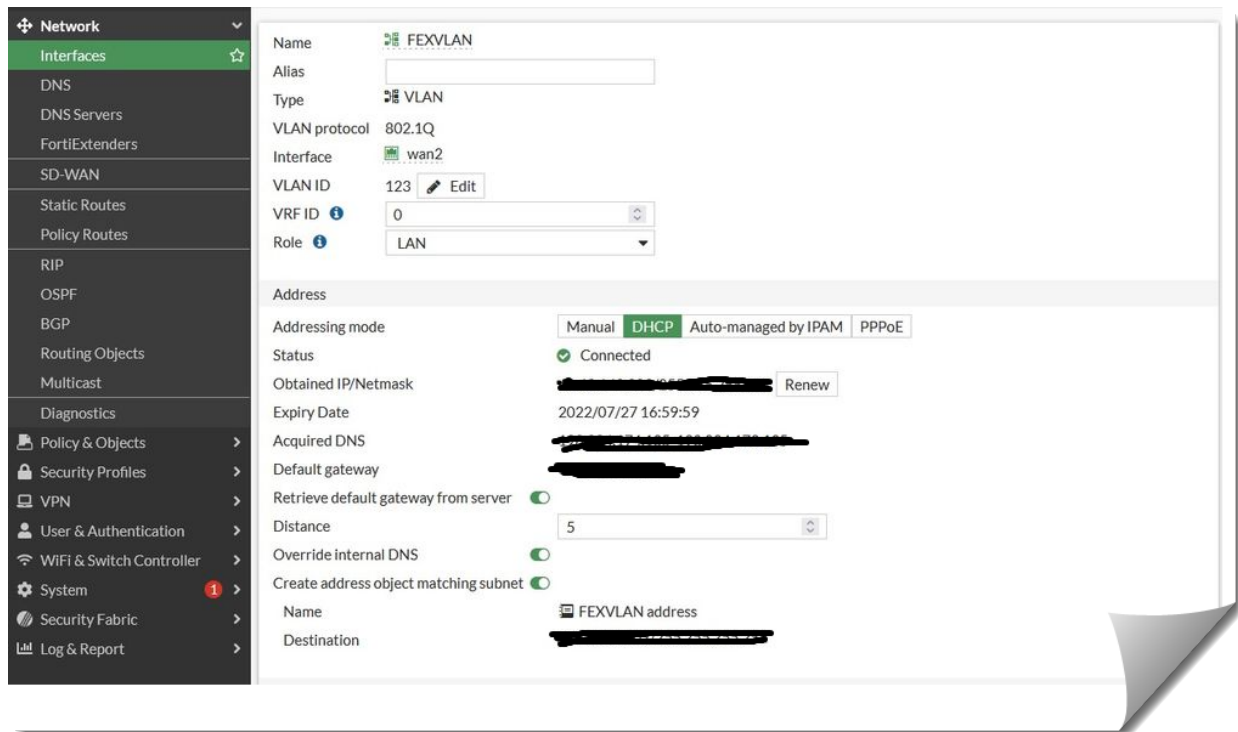 Network
Interfaces
DNS
DNS Servers
FortiExtenders
SD-WAN
Static Routes
Policy Routes
RIP
OSPF
BGP
Routing Objects
Multicast
Diagnostics
Policy & Objects
Security Profiles
VPN
User & Authentication
WiFi & Switch Controller
System 1
Security Fabric
Log & Report
Name FEXVLAN
Alias
Type VLAN
VLAN protocol 802.1Q
Interface wan2
VLAN ID 123 Edit
VRF ID 0
Role LAN
Address
Addressing mode Manual DHCP Auto-managed by IPAM PPPoE
Status Connected
Obtained IP/Netmask Renew
Expiry Date 2022/07/27 16:59:59
Acquired DNS
Default gateway
Retrieve default gateway from server
Distance 5
Override internal DNS
Create address object matching subnet
Name FEXVLAN address
Destination